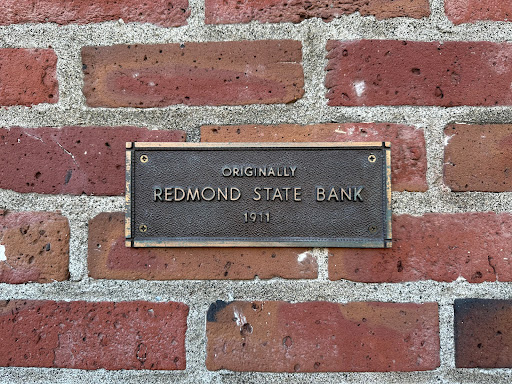 ORIGINALLY
REDMOND STATE BANK
1911